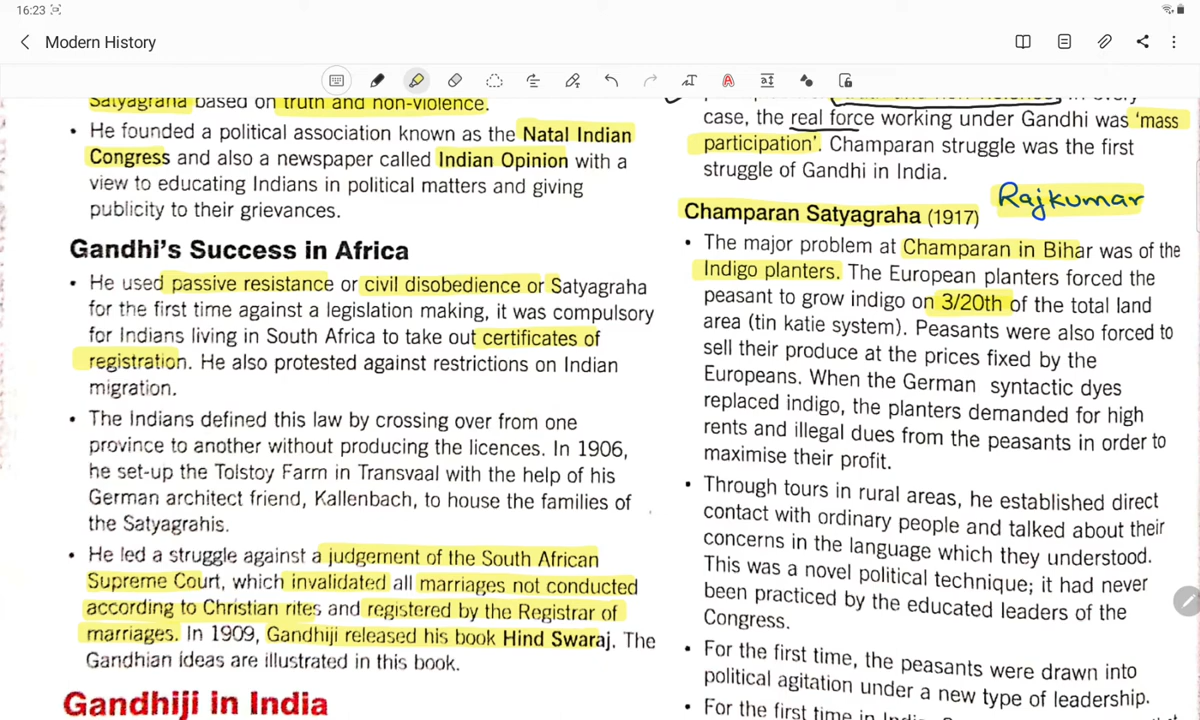 16:23
Modern History
Satyagraha based on truth and non-violence.
• He founded a political association known as the Natal Indian
Congress and also a newspaper called Indian Opinion with a
view to educating Indians in political matters and giving
publicity to their grievances.
Gandhi's Success in Africa
• He used passive resistance or civil disobedience or Satyagraha
for the first time against a legislation making, it was compulsory
for Indians living in South Africa to take out certificates of
registration. He also protested against restrictions on Indian
migration.
• The Indians defined this law by crossing over from one
province to another without producing the licences. In 1906,
he set-up the Tolstoy Farm in Transvaal with the help of his
German architect friend, Kallenbach, to house the families of
the Satyagrahis.
• He led a struggle against a judgement of the South African
Supreme Court, which invalidated all marriages not conducted
according to Christian rites and registered by the Registrar of
marriages. In 1909, Gandhiji released his book Hind Swaraj. The
Gandhian ideas are illustrated in this book.
Gandhiji in India
case, the real force working under Gandhi was 'mass
participation'. Champaran struggle was the first
struggle of Gandhi in India.
Rajkumar
Champaran Satyagraha (1917)
• The major problem at Champaran in Bihar was of the
Indigo planters. The European planters forced the
peasant to grow indigo on 3/20th of the total land
area (tin katie system). Peasants were also forced to
sell their produce at the prices fixed by the
Europeans. When the German syntactic dyes
replaced indigo, the planters demanded for high
rents and illegal dues from the peasants in order to
maximise their profit.
• Through tours in rural areas, he established direct
contact with ordinary people and talked about their
concerns in the language which they understood.
This was a novel political technique; it had never
been practiced by the educated leaders of the
Congress.
• For the first time, the peasants were drawn into
political agitation under a new type of leadership.
• For the first time in